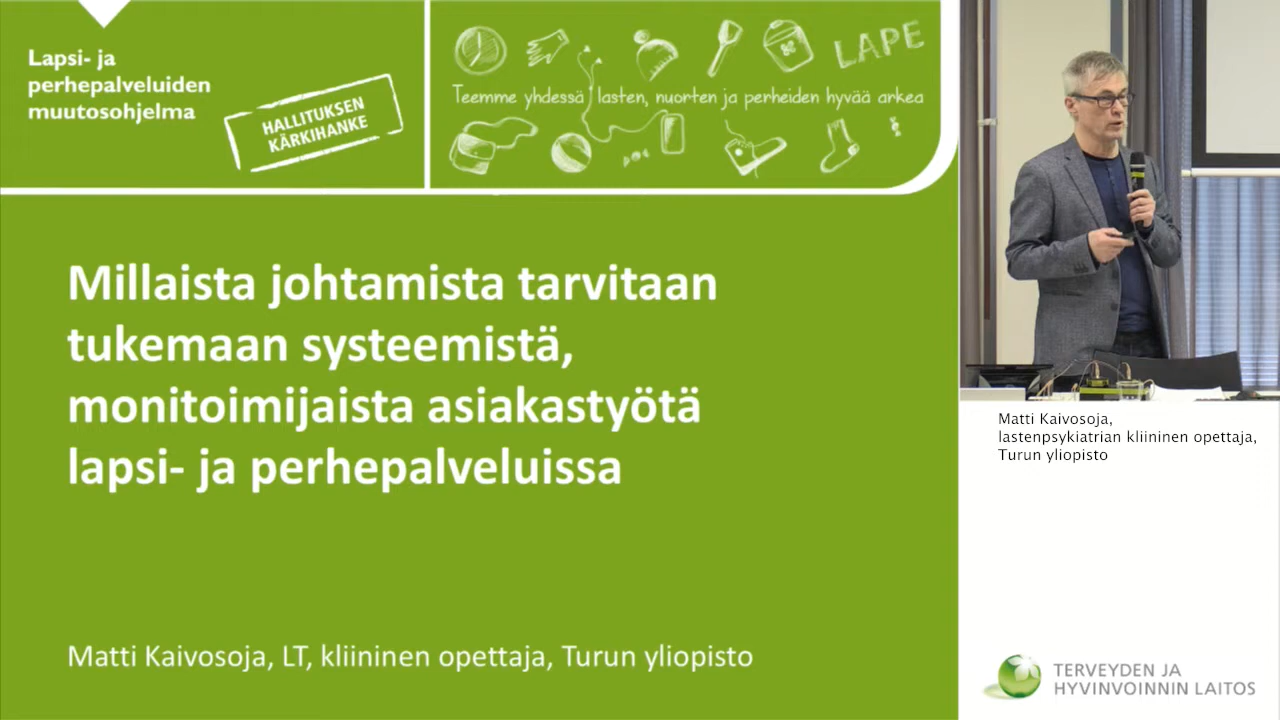 Lapsi- ja
perhepalveluiden
muutosohjelma
HALLITUKSEN
KÄRKIHANKE
LAPE
Teemme yhdessä lasten, nuorten ja perheiden hyvää arkea
Millaista johtamista tarvitaan
tukemaan systeemistä,
monitoimijaista asiakastyötä
lapsi- ja perhepalveluissa
Matti Kaivosoja, LT, kliininen opettaja, Turun yliopisto
Matti Kaivosoja,
lastenpsykiatrian kliininen opettaja,
Turun yliopisto
TERVEYDEN JA
HYVINVOINNIN LAITOS